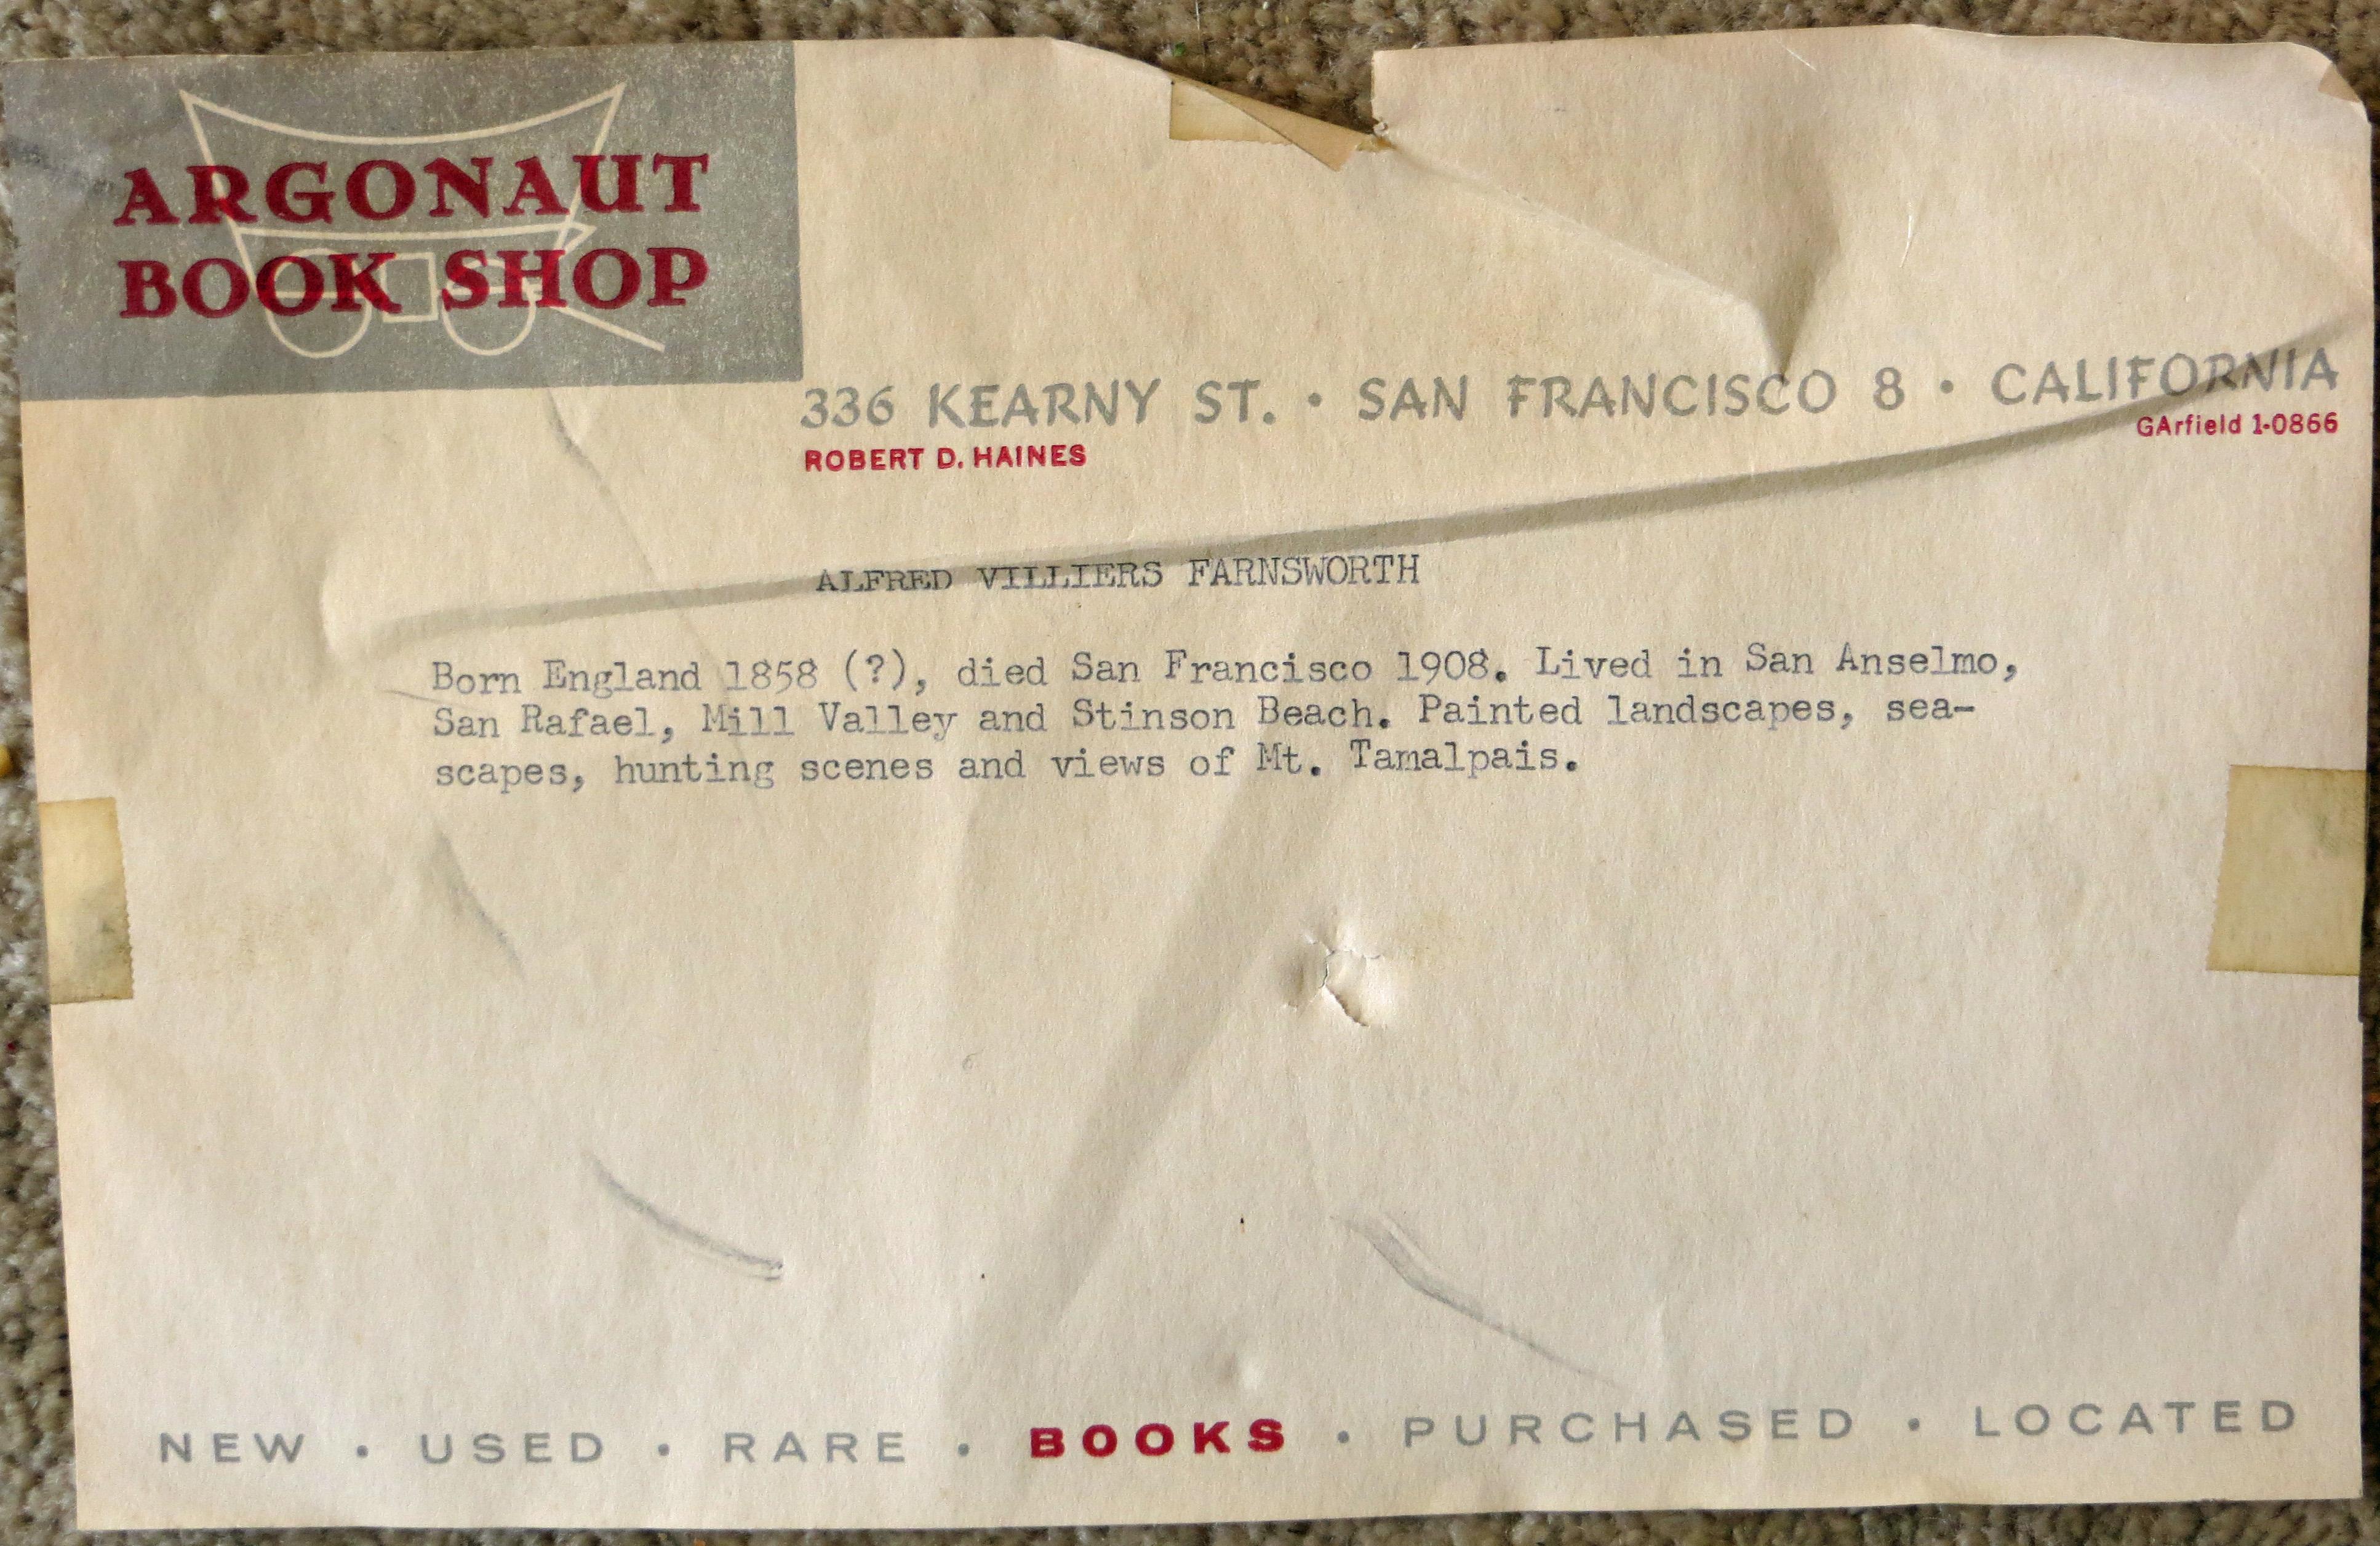 ARGONAUT
BOOK SHOP
336 KEARNY ST. • SAN FRANCISCO 8 • CALIFORNIA
ROBERT D. HAINES
GArfield 1-0866
ALFRED VILLIERS FARNSWORTH
Born England 1858 (?), died San Francisco 1908. Lived in San Anselmo,
San Rafael, Mill Valley and Stinson Beach. Painted landscapes, sea-
scapes, hunting scenes and views of Mt. Tamalpais.
NEW • USED • RARE • BOOKS • PURCHASED • LOCATED